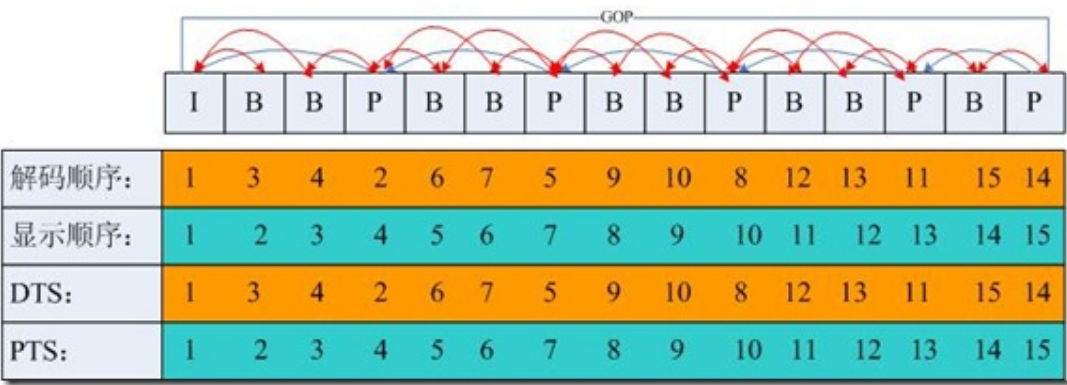 GOP
I B B P B B P B B P B B P B P
解码顺序: 1 3 4 2 6 7 5 9 10 8 12 13 11 15 14
显示顺序: 1 2 3 4 5 6 7 8 9 10 11 12 13 14 15
DTS: 1 3 4 2 6 7 5 9 10 8 12 13 11 15 14
PTS: 1 2 3 4 5 6 7 8 9 10 11 12 13 14 15